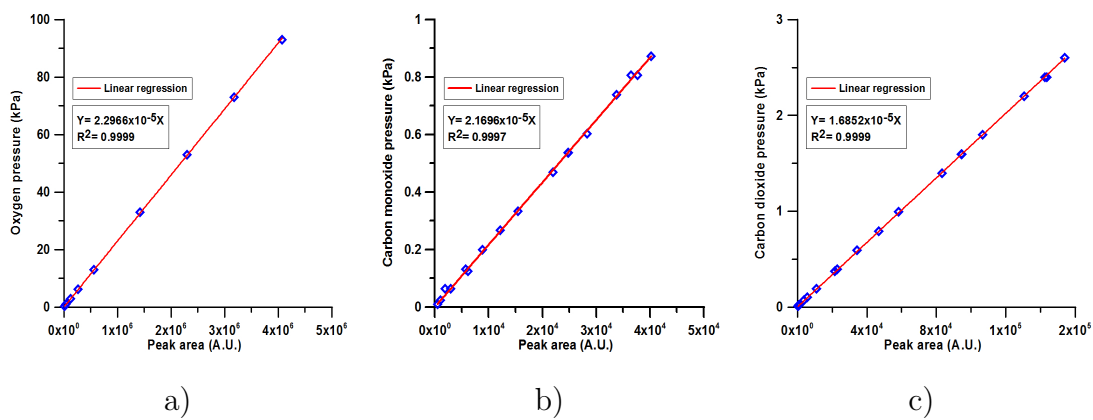 100
80
60
40
20
0
Oxygen pressure (kPa)
Linear regression
Y= 2.2966x10⁻⁵X
R²= 0.9999
0x10⁰ 1x10⁶ 2x10⁶ 3x10⁶ 4x10⁶ 5x10⁶
Peak area (A.U.)
a)
1
0.8
0.6
0.4
0.2
0
Carbon monoxide pressure (kPa)
Linear regression
Y= 2.1696x10⁻⁵X
R²= 0.9997
0x10⁰ 1x10⁴ 2x10⁴ 3x10⁴ 4x10⁴ 5x10⁴
Peak area (A.U.)
b)
3
2
1
0
Carbon dioxide pressure (kPa)
Linear regression
Y= 1.6852x10⁻⁵X
R²= 0.9999
0x10⁰ 4x10⁴ 8x10⁴ 1x10⁵ 2x10⁵
Peak area (A.U.)
c)